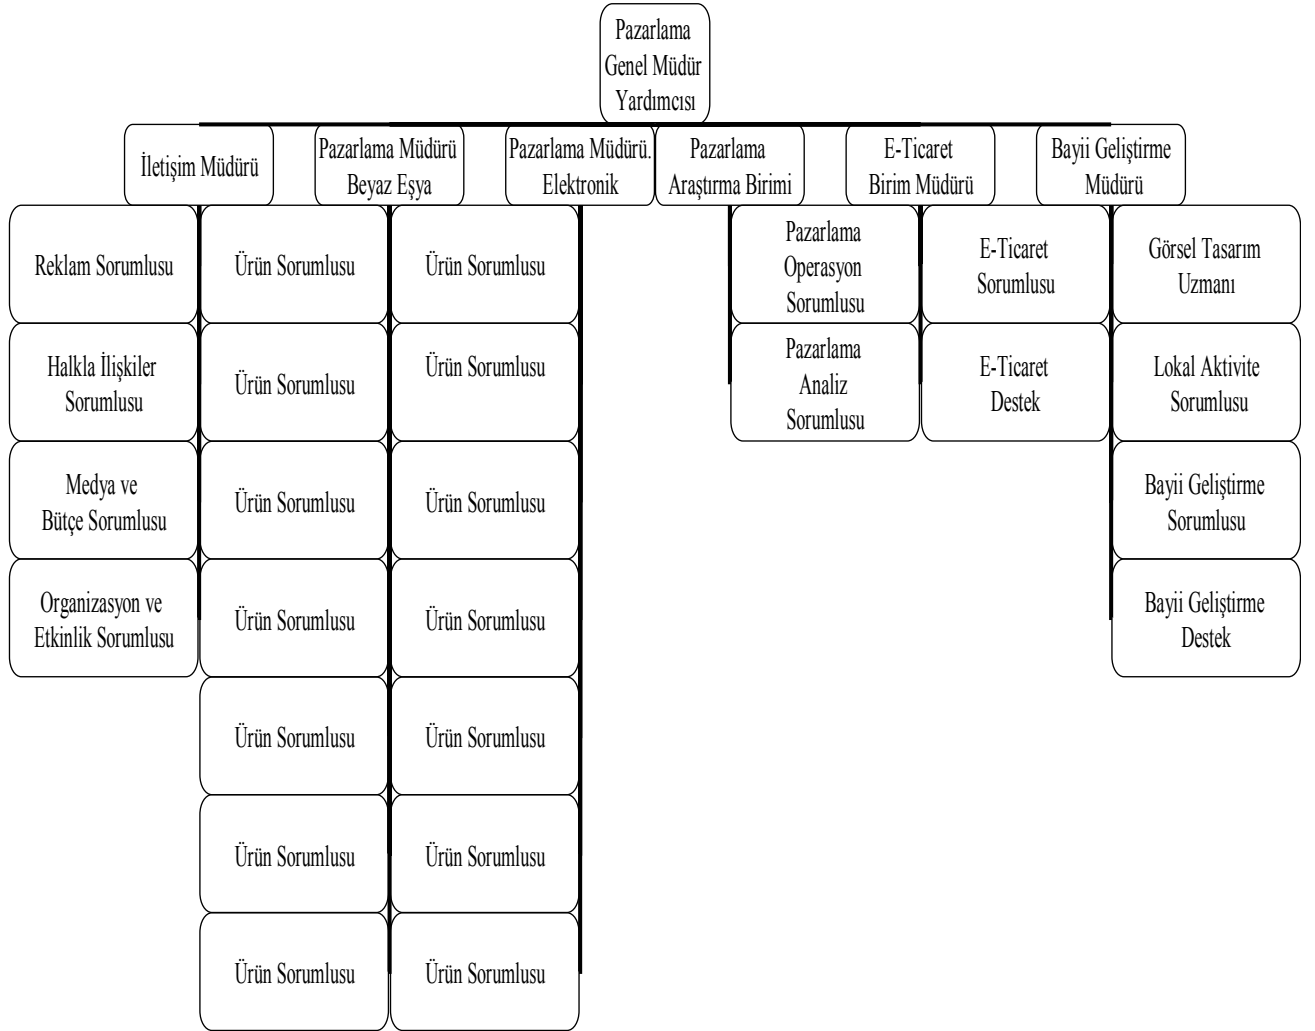 Pazarlama
Genel Müdür
Yardımcısı
İletişim Müdürü
Pazarlama Müdürü
Beyaz Eşya
Pazarlama Müdürü.
Elektronik
Pazarlama
Araştırma Birimi
E-Ticaret
Birim Müdürü
Bayii Geliştirme
Müdürü
Reklam Sorumlusu
Halkla İlişkiler
Sorumlusu
Medya ve
Bütçe Sorumlusu
Organizasyon ve
Etkinlik Sorumlusu
Ürün Sorumlusu
Ürün Sorumlusu
Ürün Sorumlusu
Ürün Sorumlusu
Ürün Sorumlusu
Ürün Sorumlusu
Ürün Sorumlusu
Ürün Sorumlusu
Ürün Sorumlusu
Ürün Sorumlusu
Ürün Sorumlusu
Ürün Sorumlusu
Ürün Sorumlusu
Ürün Sorumlusu
Pazarlama
Operasyon
Sorumlusu
Pazarlama
Analiz
Sorumlusu
E-Ticaret
Sorumlusu
E-Ticaret
Destek
Görsel Tasarım
Uzmanı
Lokal Aktivite
Sorumlusu
Bayii Geliştirme
Sorumlusu
Bayii Geliştirme
Destek